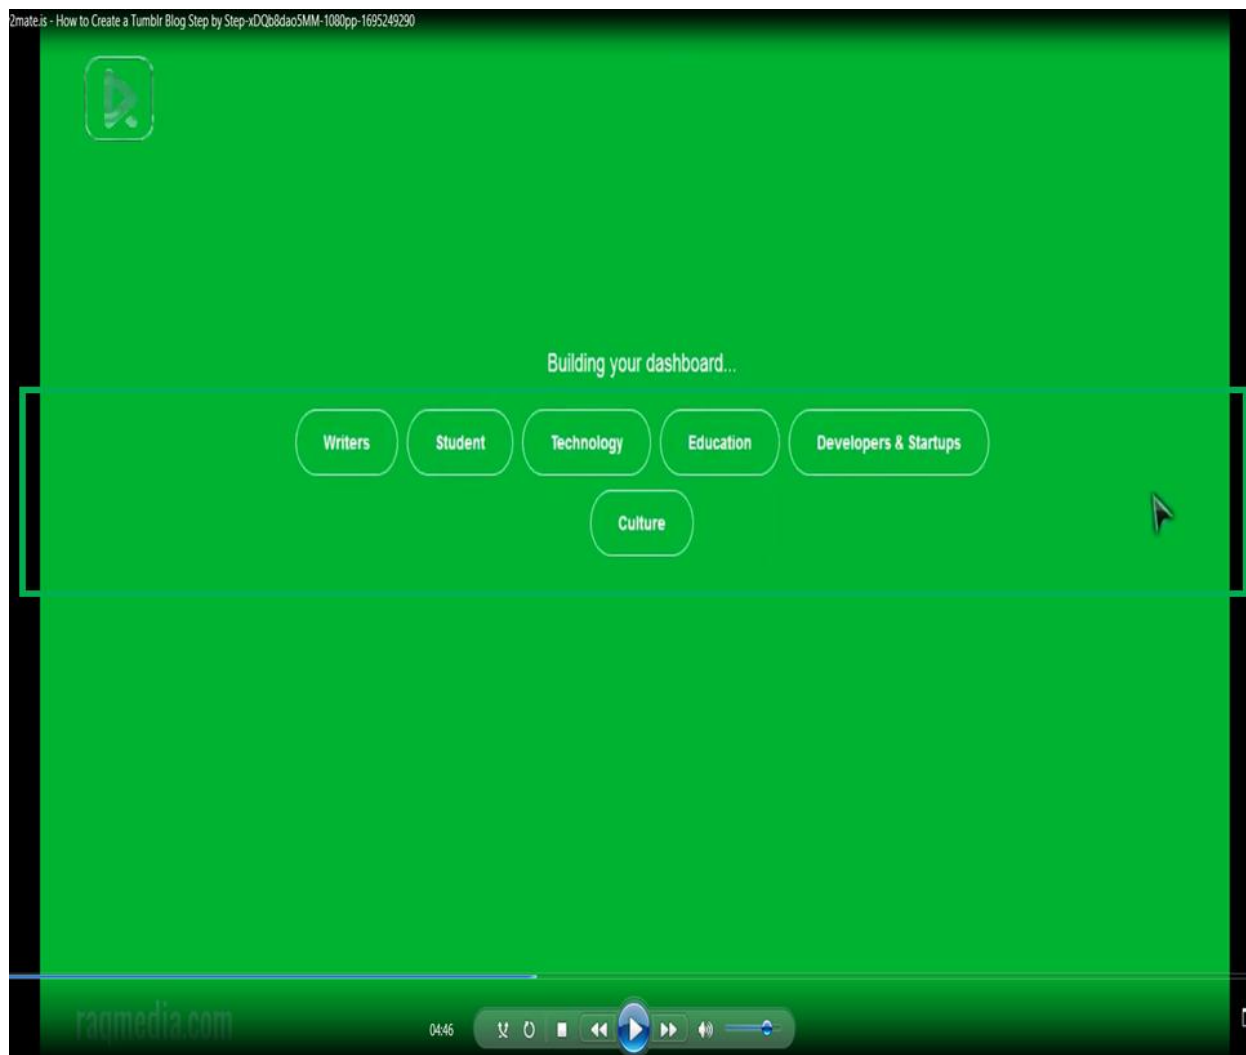 2mate.is - How to Create a Tumblr Blog Step by Step-xDQb8dao5MM-1080pp-1695249290
Building your dashboard...
Writers Student Technology Education Developers & Startups
Culture
raqmedia.com
04:46